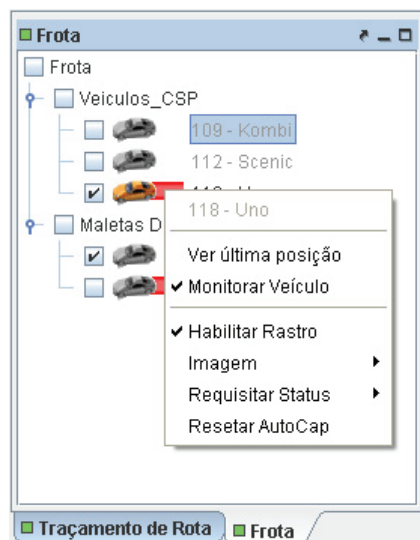 Frota
Frota
Veiculos_CSP
109 - Kombi
112 - Scenic
118 - Uno
Maletas D
Ver última posição
Monitorar Veículo
Habilitar Rastro
Imagem
Requisitar Status
Resetar AutoCap
Traçamento de Rota
Frota